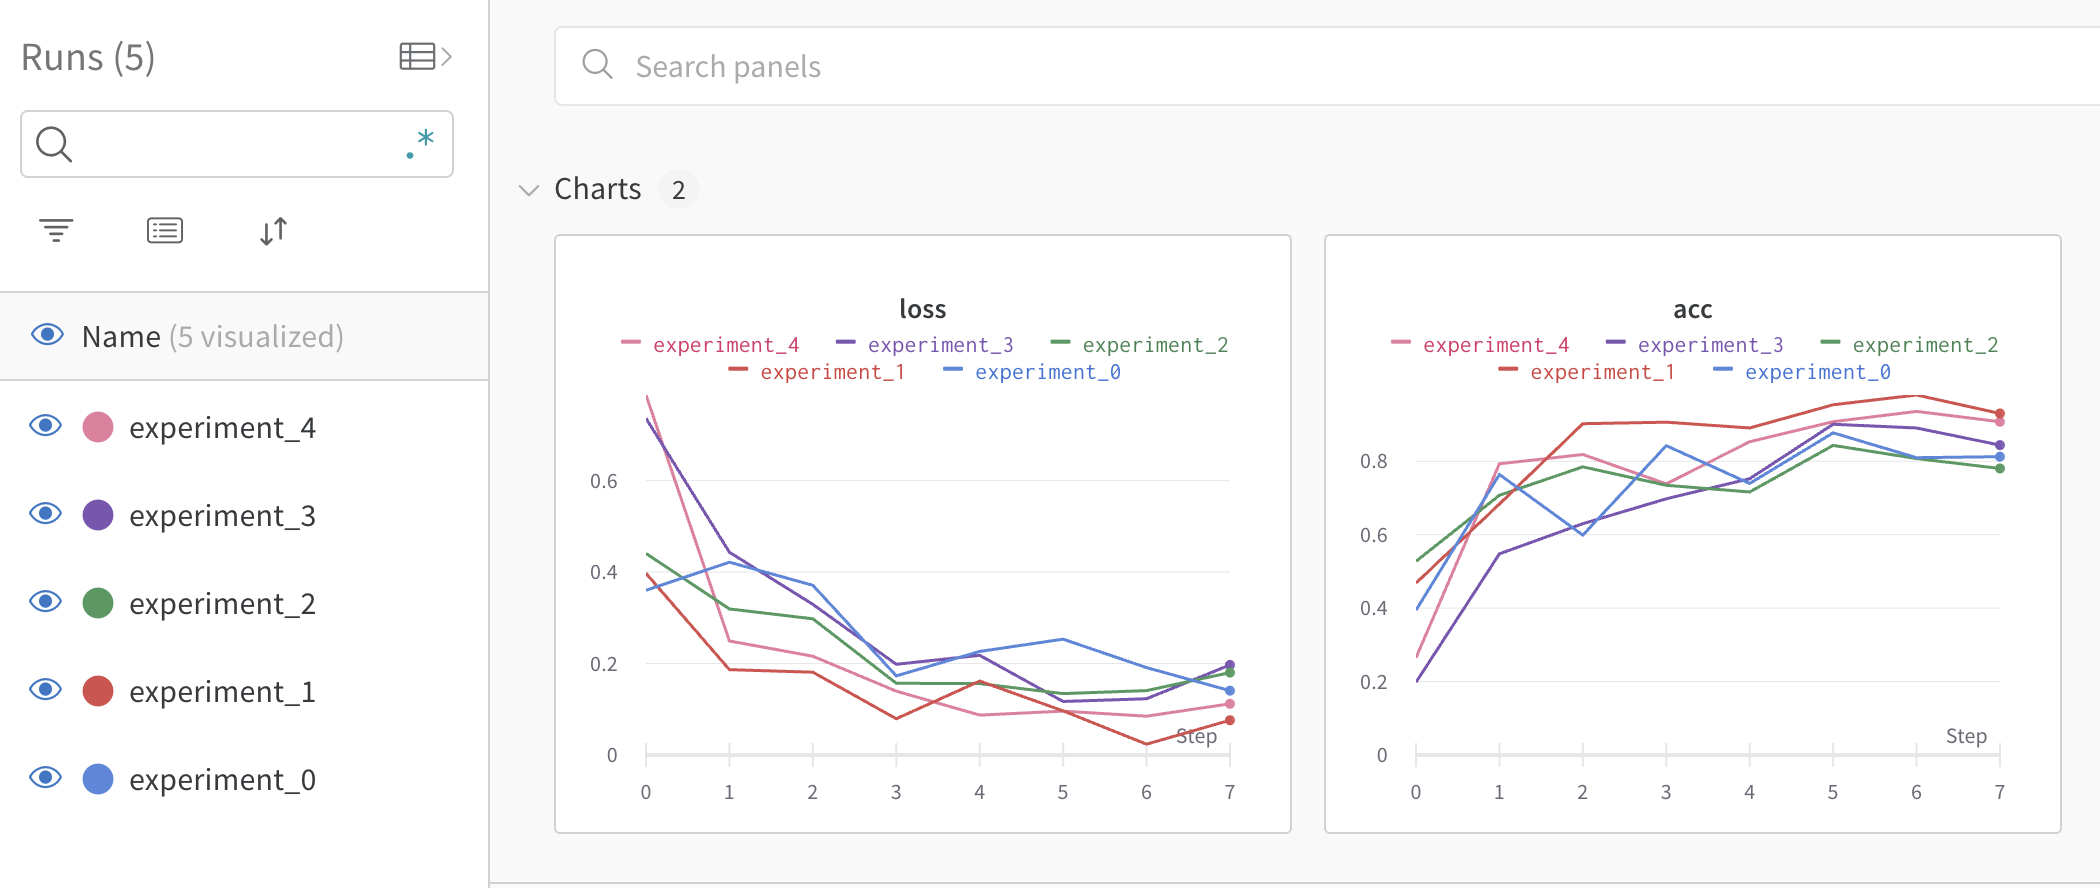 Runs (5)
.*
Name (5 visualized)
experiment_4
experiment_3
experiment_2
experiment_1
experiment_0
Search panels
Charts 2
loss
experiment_4 experiment_3 experiment_2
experiment_1 experiment_0
0.6
0.4
0.2
0
Step
0 1 2 3 4 5 6 7
acc
experiment_4 experiment_3 experiment_2
experiment_1 experiment_0
0.8
0.6
0.4
0.2
0
Step
0 1 2 3 4 5 6 7